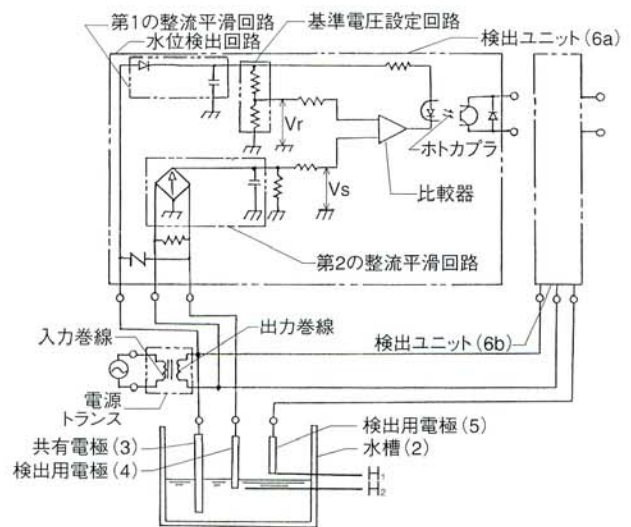 第1の整流平滑回路
基準電圧設定回路
水位検出回路
検出ユニット(6a)
Vr
ホトカプラ
Vs
比較器
第2の整流平滑回路
入力巻線
出力巻線
検出ユニット(6b)
電源
トランス
検出用電極(5)
共有電極(3)
水槽(2)
検出用電極(4)
H₁
H₂